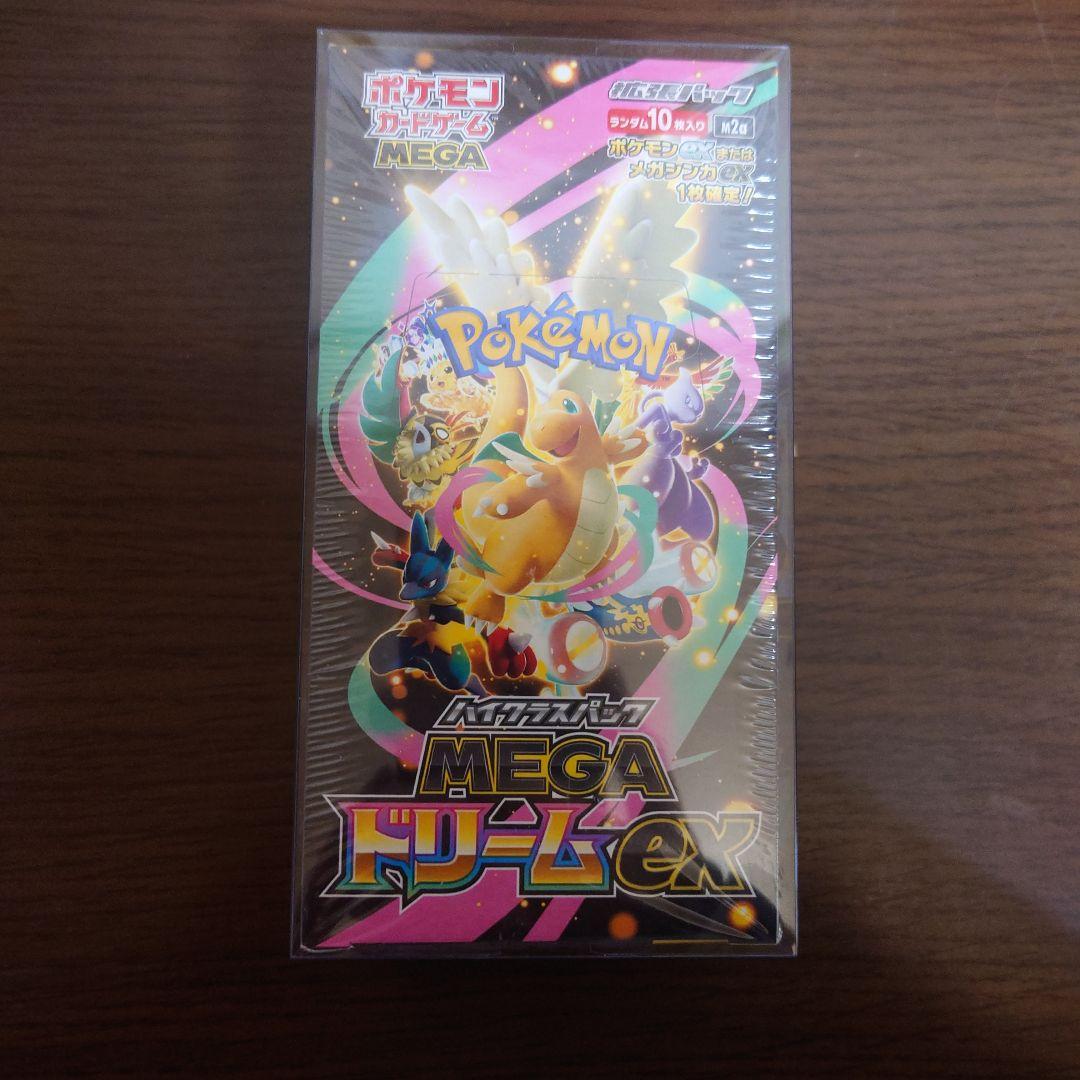 ポケモン
カードゲーム™
MEGA
拡張パック
ランダム10枚入り M2a
ポケモンexまたは
メガシンカex
1枚確定!
POKÉMON™
ハイクラスパック
MEGA
ドリームex